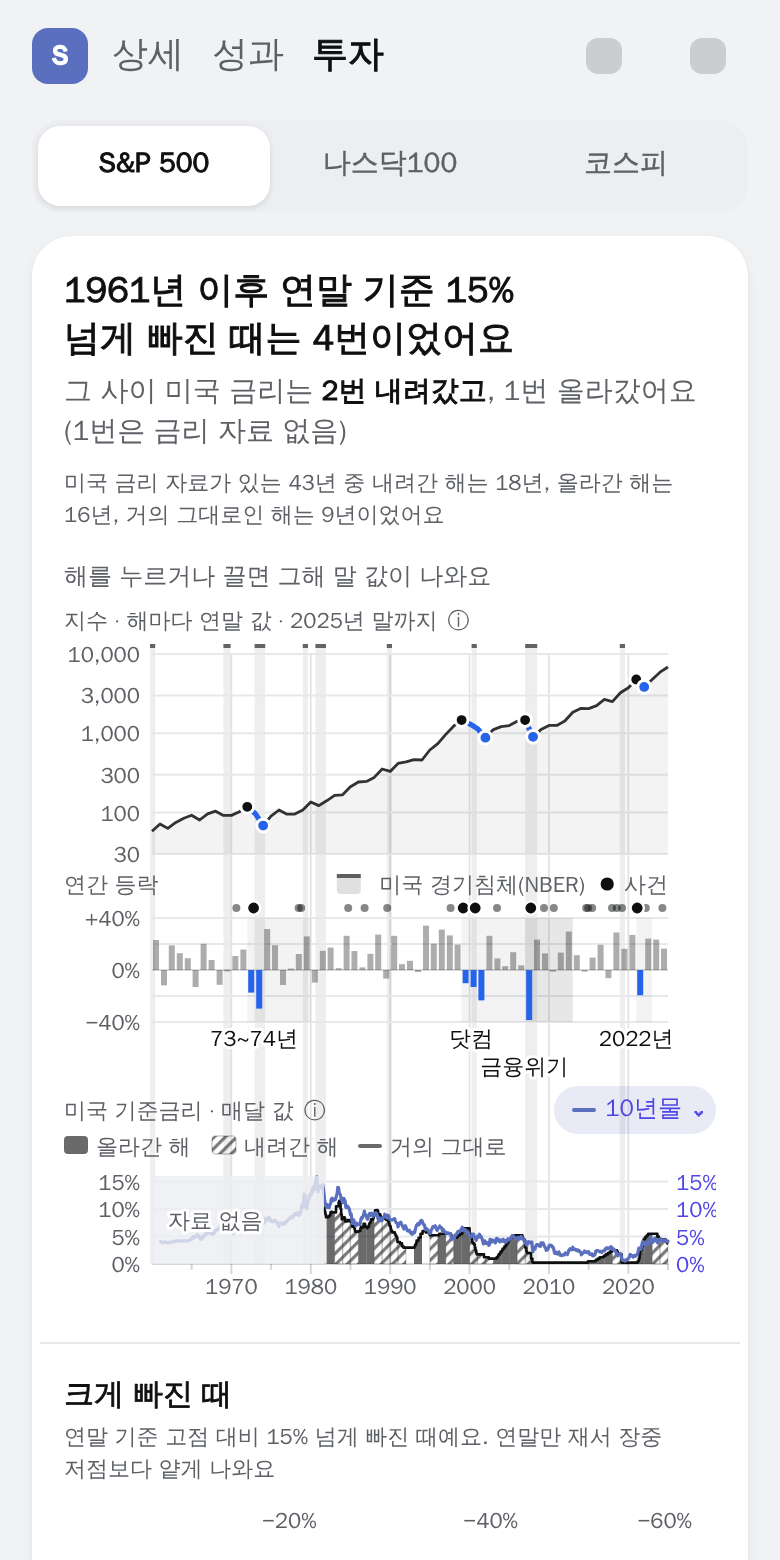 S 상세 성과 투자
S&P 500 나스닥100 코스피
1961년 이후 연말 기준 15%
넘게 빠진 때는 4번이었어요
그 사이 미국 금리는 2번 내려갔고, 1번 올라갔어요
(1번은 금리 자료 없음)
미국 금리 자료가 있는 43년 중 내려간 해는 18년, 올라간 해는
16년, 거의 그대로인 해는 9년이었어요
해를 누르거나 끌면 그해 말 값이 나와요
지수 · 해마다 연말 값 · 2025년 말까지 ⓘ
10,000
3,000
1,000
300
100
30
연간 등락 미국 경기침체(NBER) 사건
+40%
0%
−40%
73~74년 닷컴 2022년
금융위기
미국 기준금리 · 매달 값 ⓘ 10년물
올라간 해 내려간 해 거의 그대로
15% 15%
10% 10%
자료 없음
5% 5%
0% 0%
1970 1980 1990 2000 2010 2020
크게 빠진 때
연말 기준 고점 대비 15% 넘게 빠진 때예요. 연말만 재서 장중
저점보다 얕게 나와요
−20% −40% −60%